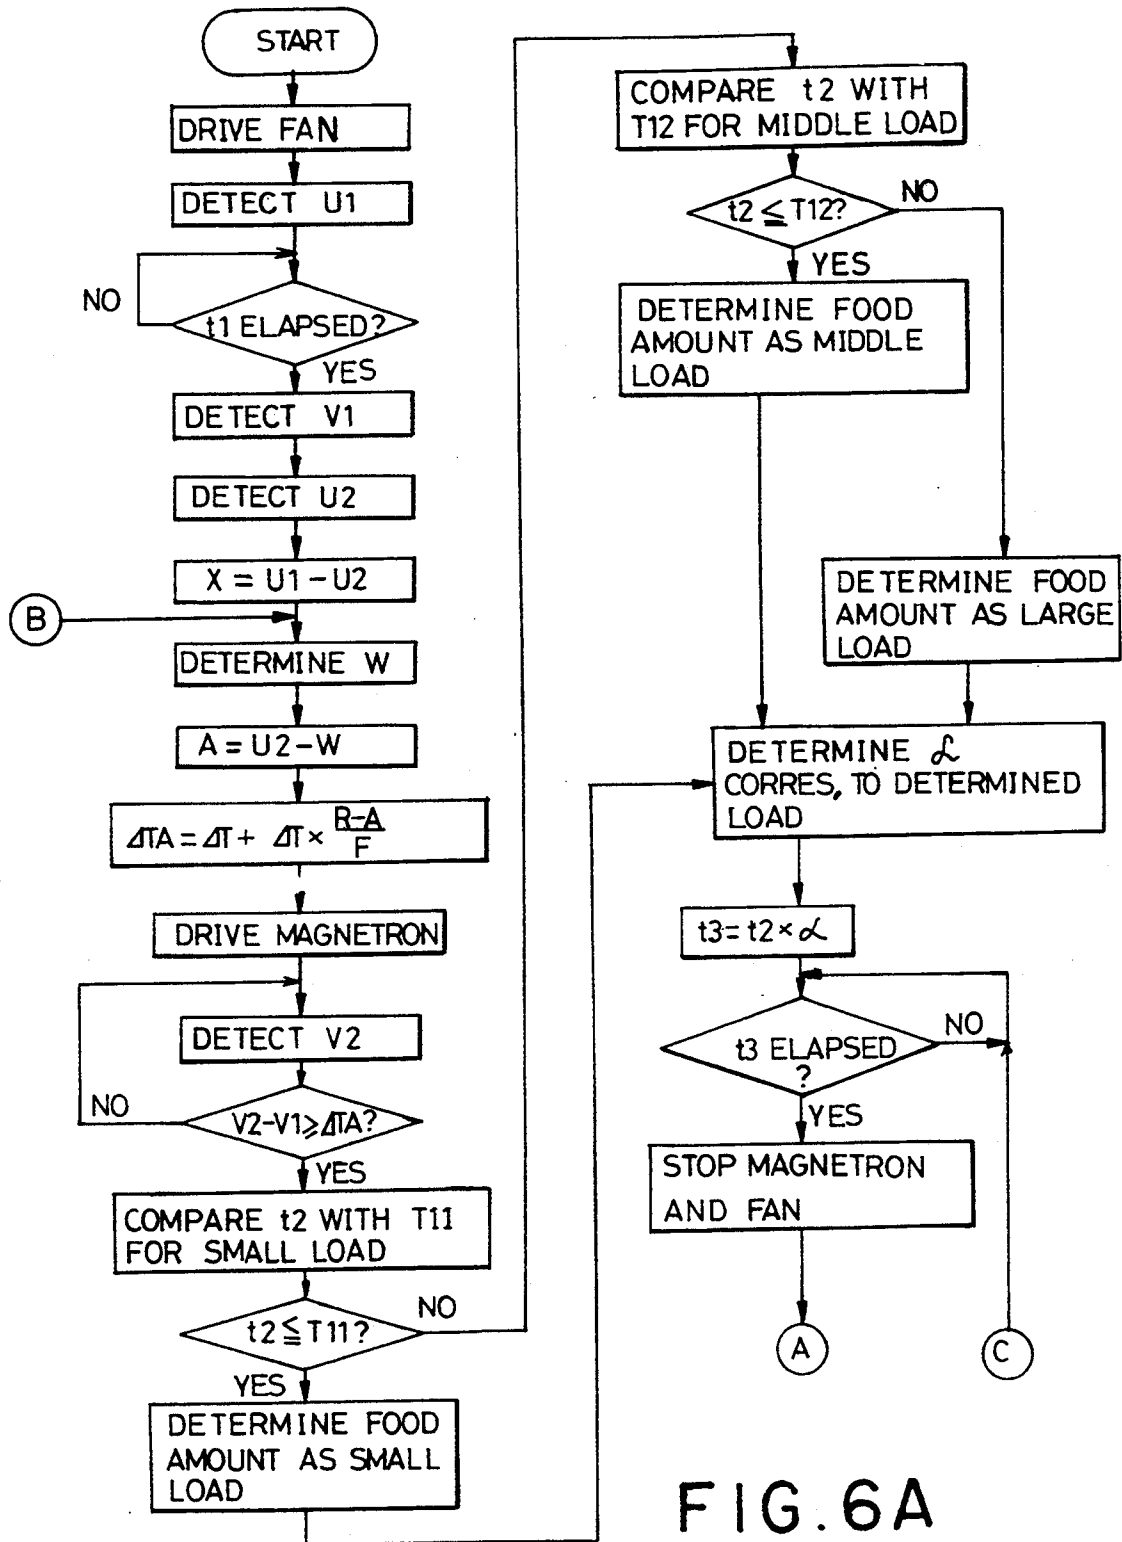 START
DRIVE FAN
DETECT U1
NO
t1 ELAPSED?
YES
DETECT V1
DETECT U2
X = U1 - U2
B
DETERMINE W
A = U2 - W
ΔTA = ΔT + ΔT × R-A
F
DRIVE MAGNETRON
DETECT V2
NO
V2-V1 ≧ ΔTA?
YES
COMPARE t2 WITH T11
FOR SMALL LOAD
NO
t2 ≦ T11?
YES
DETERMINE FOOD
AMOUNT AS SMALL
LOAD
COMPARE t2 WITH
T12 FOR MIDDLE LOAD
NO
t2 ≦ T12?
YES
DETERMINE FOOD
AMOUNT AS MIDDLE
LOAD
DETERMINE FOOD
AMOUNT AS LARGE
LOAD
DETERMINE α
CORRES, TO DETERMINED
LOAD
t3 = t2 × α
NO
t3 ELAPSED
?
YES
STOP MAGNETRON
AND FAN
A
C
FIG. 6A